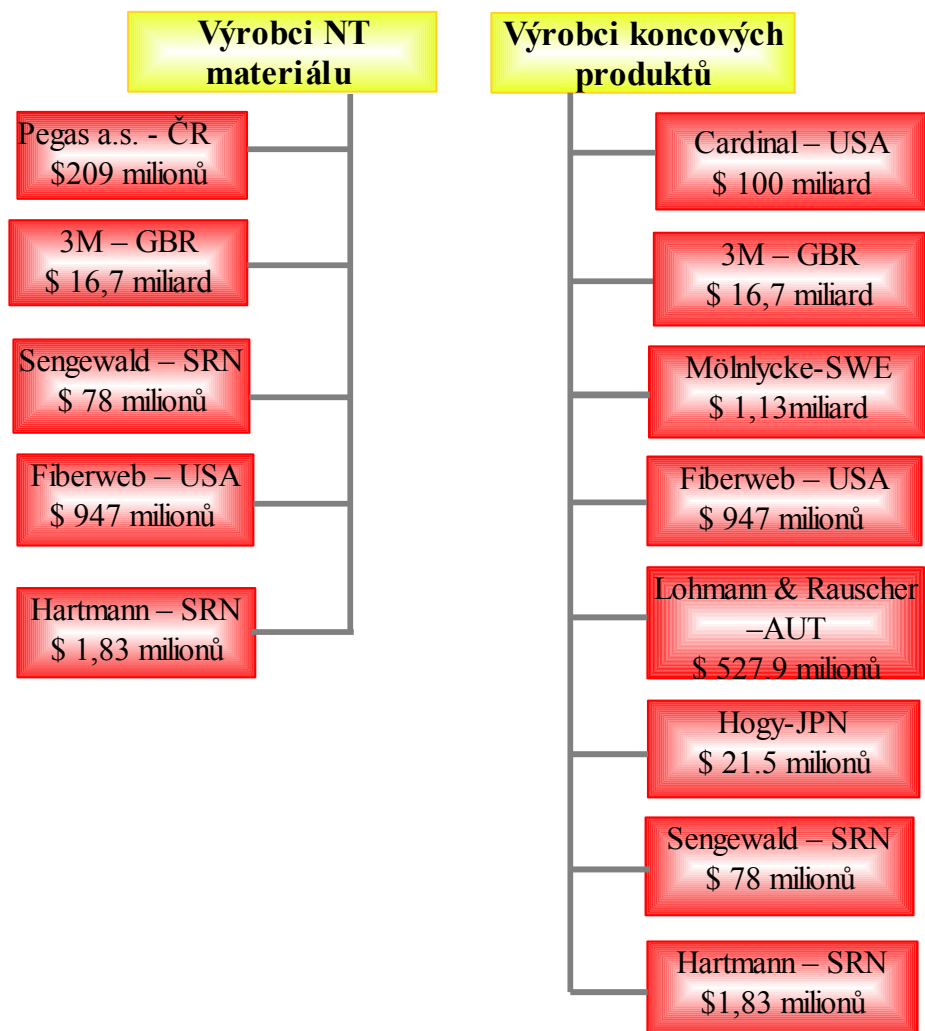 Výrobci NT
materiálu
Pegas a.s. - ČR
$209 milionů
3M – GBR
$ 16,7 miliard
Sengewald – SRN
$ 78 milionů
Fiberweb – USA
$ 947 milionů
Hartmann – SRN
$ 1,83 milionů
Výrobci koncových
produktů
Cardinal – USA
$ 100 miliard
3M – GBR
$ 16,7 miliard
Mölnlycke-SWE
$ 1,13miliard
Fiberweb – USA
$ 947 milionů
Lohmann & Rauscher
–AUT
$ 527.9 milionů
Hogy-JPN
$ 21.5 milionů
Sengewald – SRN
$ 78 milionů
Hartmann – SRN
$1,83 milionů